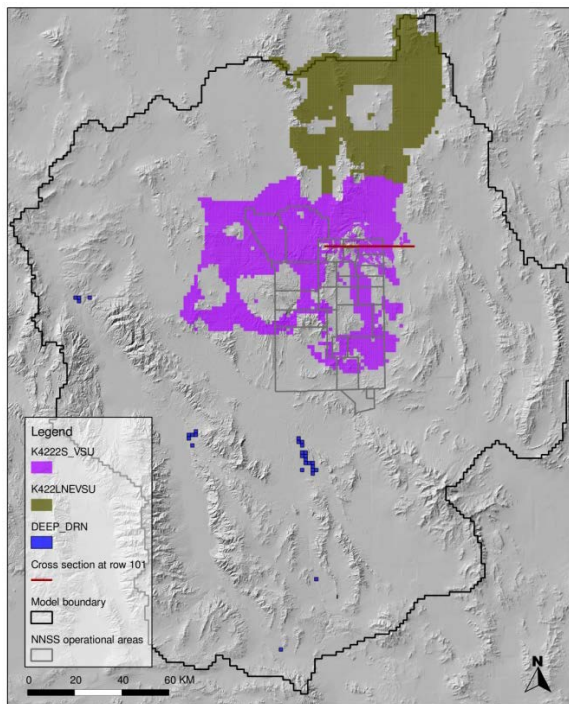 Legend
K4222S_VSU
K422LNEVSU
DEEP_DRN
Cross section at row 101
Model boundary
NNSS operational areas
0 20 40 60 KM
N